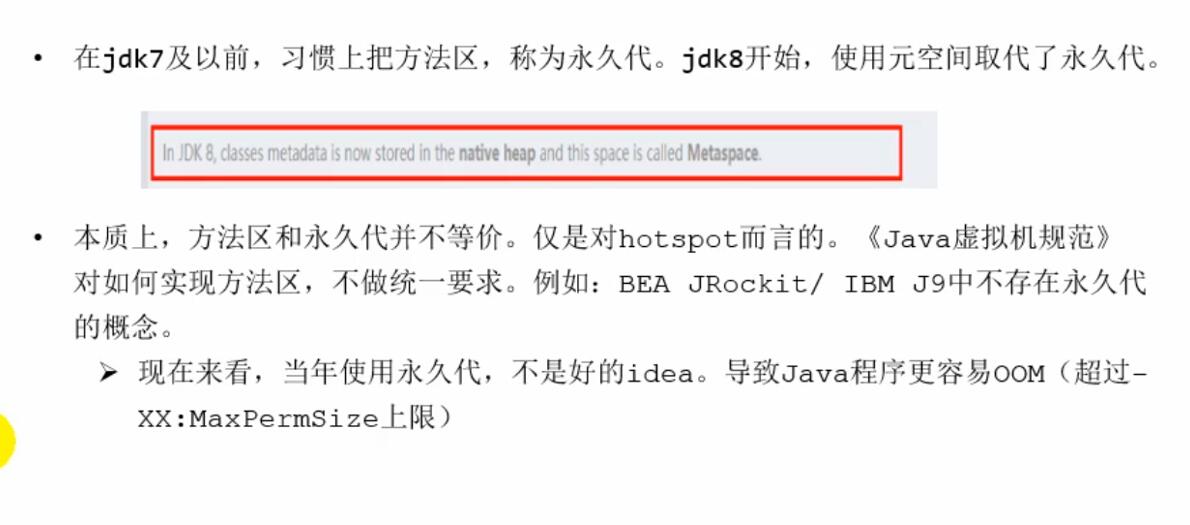 • 在jdk7及以前，习惯上把方法区，称为永久代。jdk8开始，使用元空间取代了永久代。
In JDK 8, classes metadata is now stored in the native heap and this space is called Metaspace.
• 本质上，方法区和永久代并不等价。仅是对hotspot而言的。《Java虚拟机规范》
对如何实现方法区，不做统一要求。例如：BEA JRockit/ IBM J9中不存在永久代
的概念。
➢ 现在来看，当年使用永久代，不是好的idea。导致Java程序更容易OOM（超过-
XX:MaxPermSize上限）